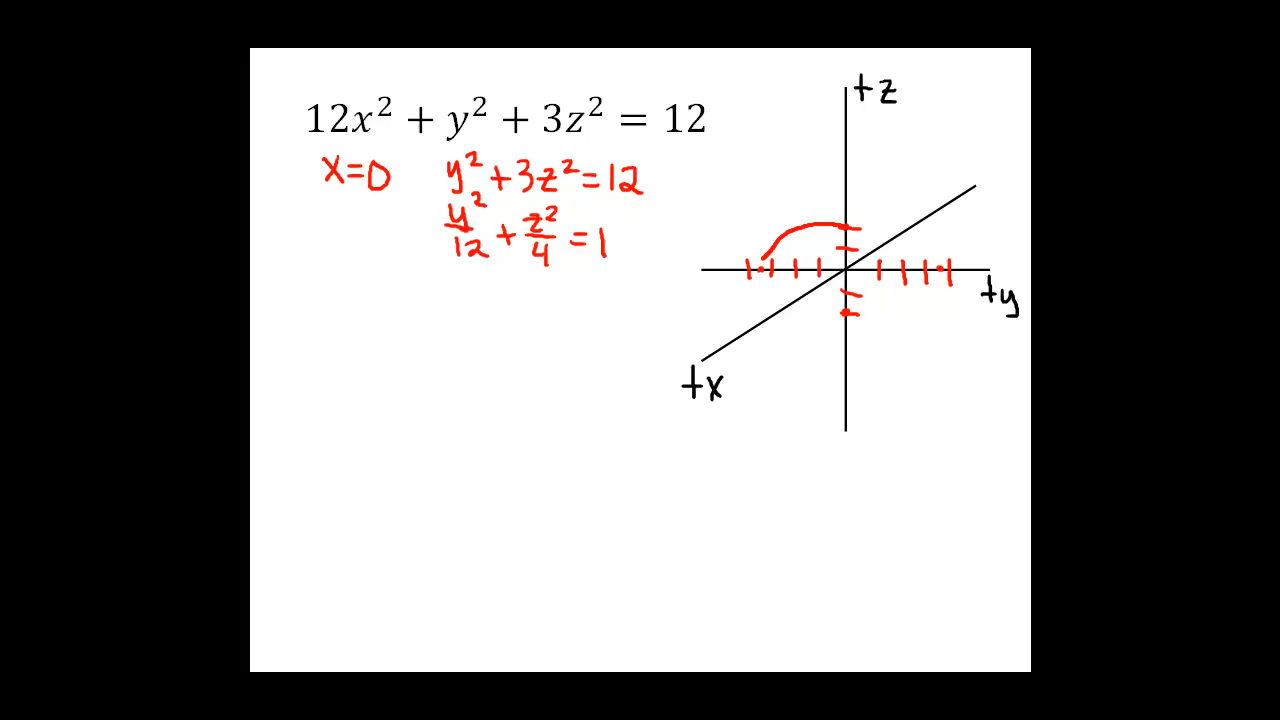 12x² + y² + 3z² = 12
x=0 y²+3z²=12
y²/12 + z²/4 = 1
+z
+y
+x